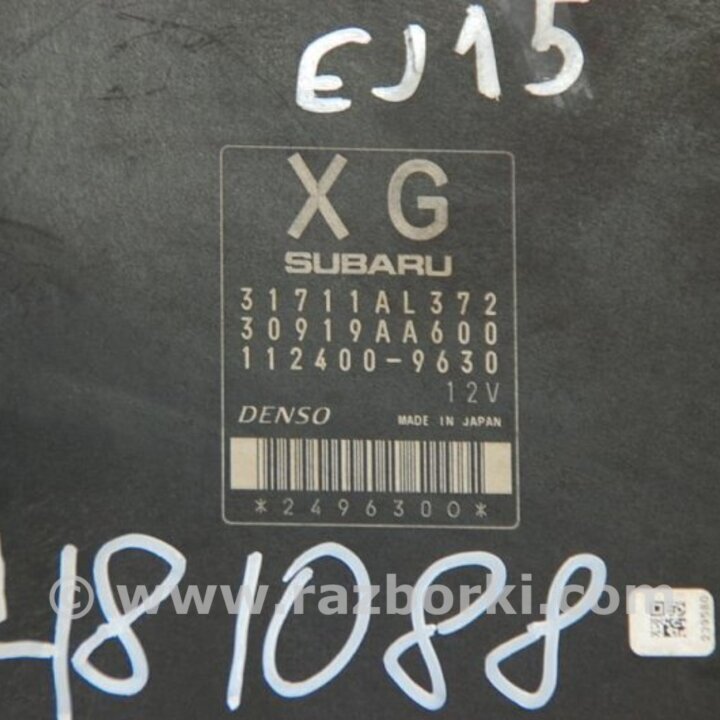 EJ15
XG
SUBARU
31711AL372
30919AA600
112400-9630
12V
DENSO MADE IN JAPAN
*2496300*
481088
© www.razborki.com